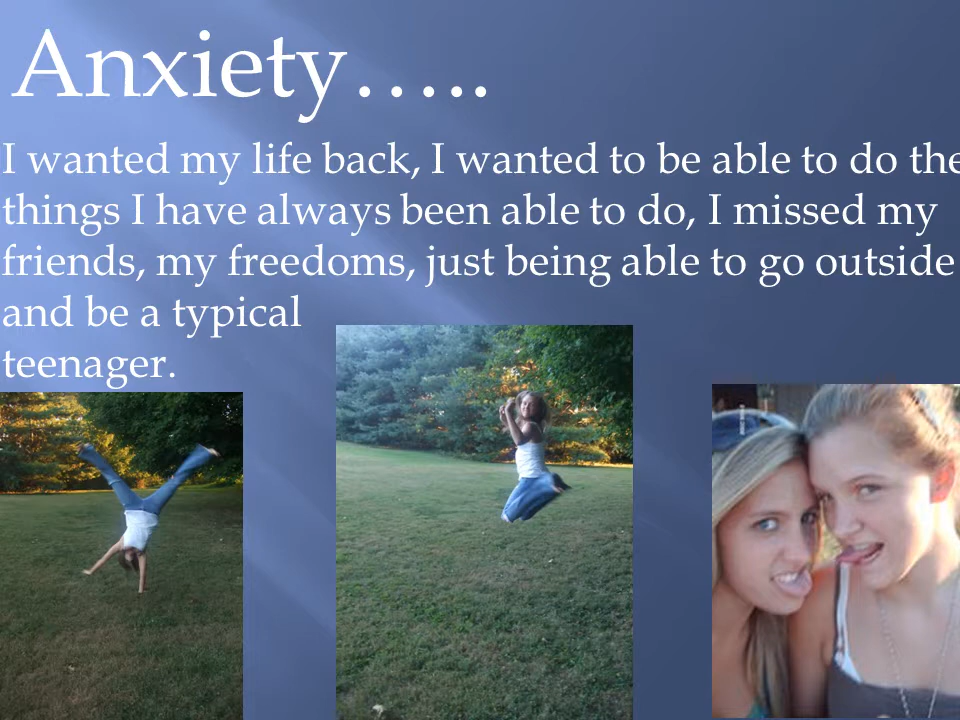 Anxiety…..
I wanted my life back, I wanted to be able to do the
things I have always been able to do, I missed my
friends, my freedoms, just being able to go outside
and be a typical
teenager.